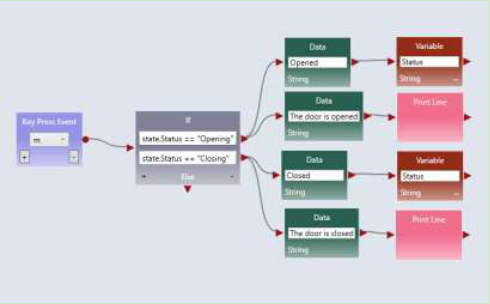 Key Press Event
m
+ -
If
state.Status == "Opening"
state.Status == "Closing"
+ Else -
Data
Opened
String
Variable
Status
String
Data
The door is opened
String
Print Line
Data
Closed
String
Variable
Status
String
Data
The door is closed
String
Print Line